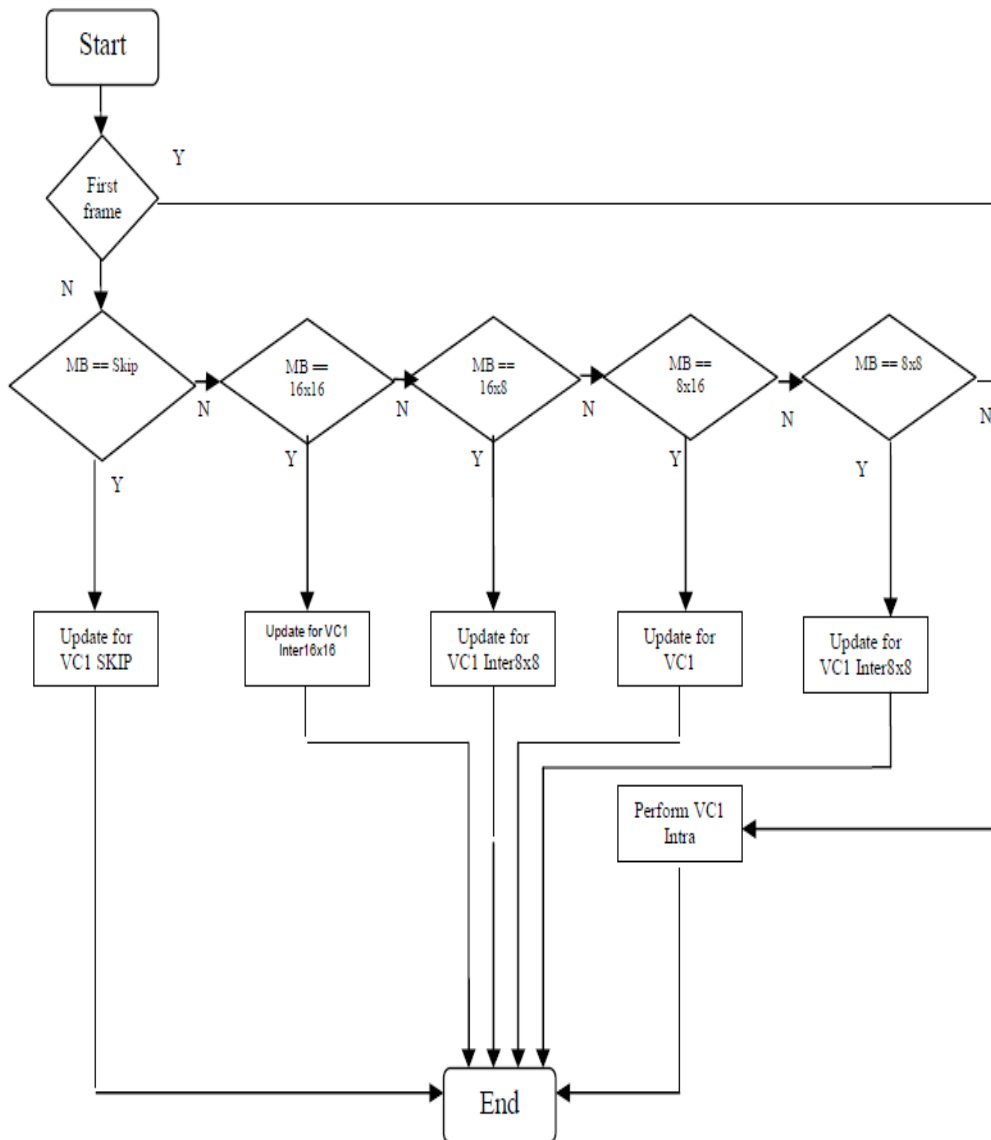 Start
Y
First
frame
N
MB == Skip
MB ==
16x16
MB ==
16x8
MB ==
8x16
MB == 8x8
N
N
N
N
N
Y
Y
Y
Y
Y
Update for
VC1 SKIP
Update for VC1
Inter16x16
Update for
VC1 Inter8x8
Update for
VC1
Update for
VC1 Inter8x8
Perform VC1
Intra
End